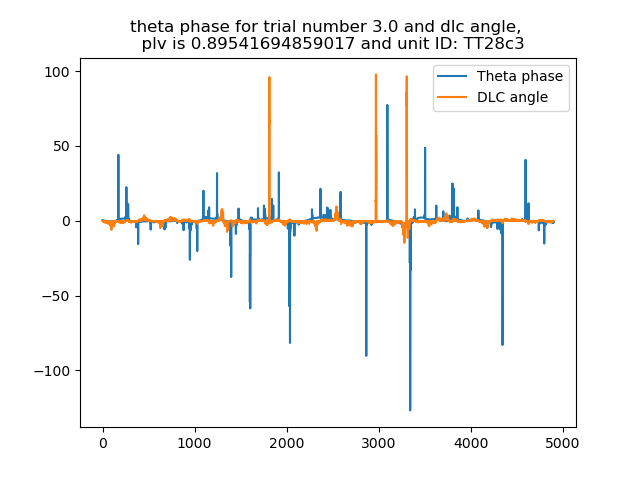 theta phase for trial number 3.0 and dlc angle,
plv is 0.89541694859017 and unit ID: TT28c3
Theta phase
DLC angle
100
50
0
−50
−100
0 1000 2000 3000 4000 5000